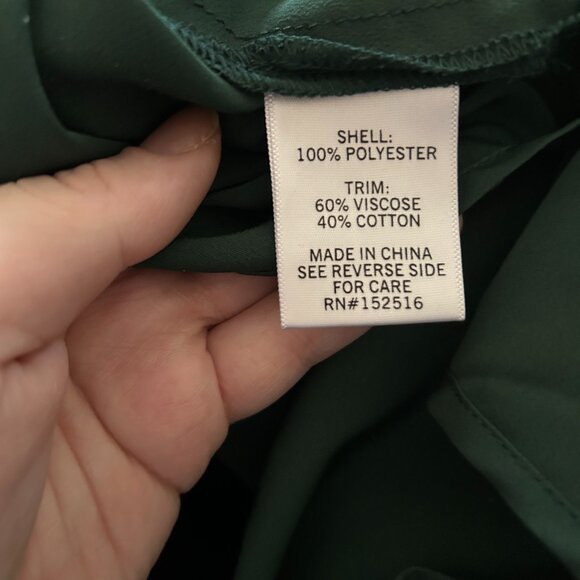 SHELL:
100% POLYESTER
TRIM:
60% VISCOSE
40% COTTON
MADE IN CHINA
SEE REVERSE SIDE
FOR CARE
RN#152516